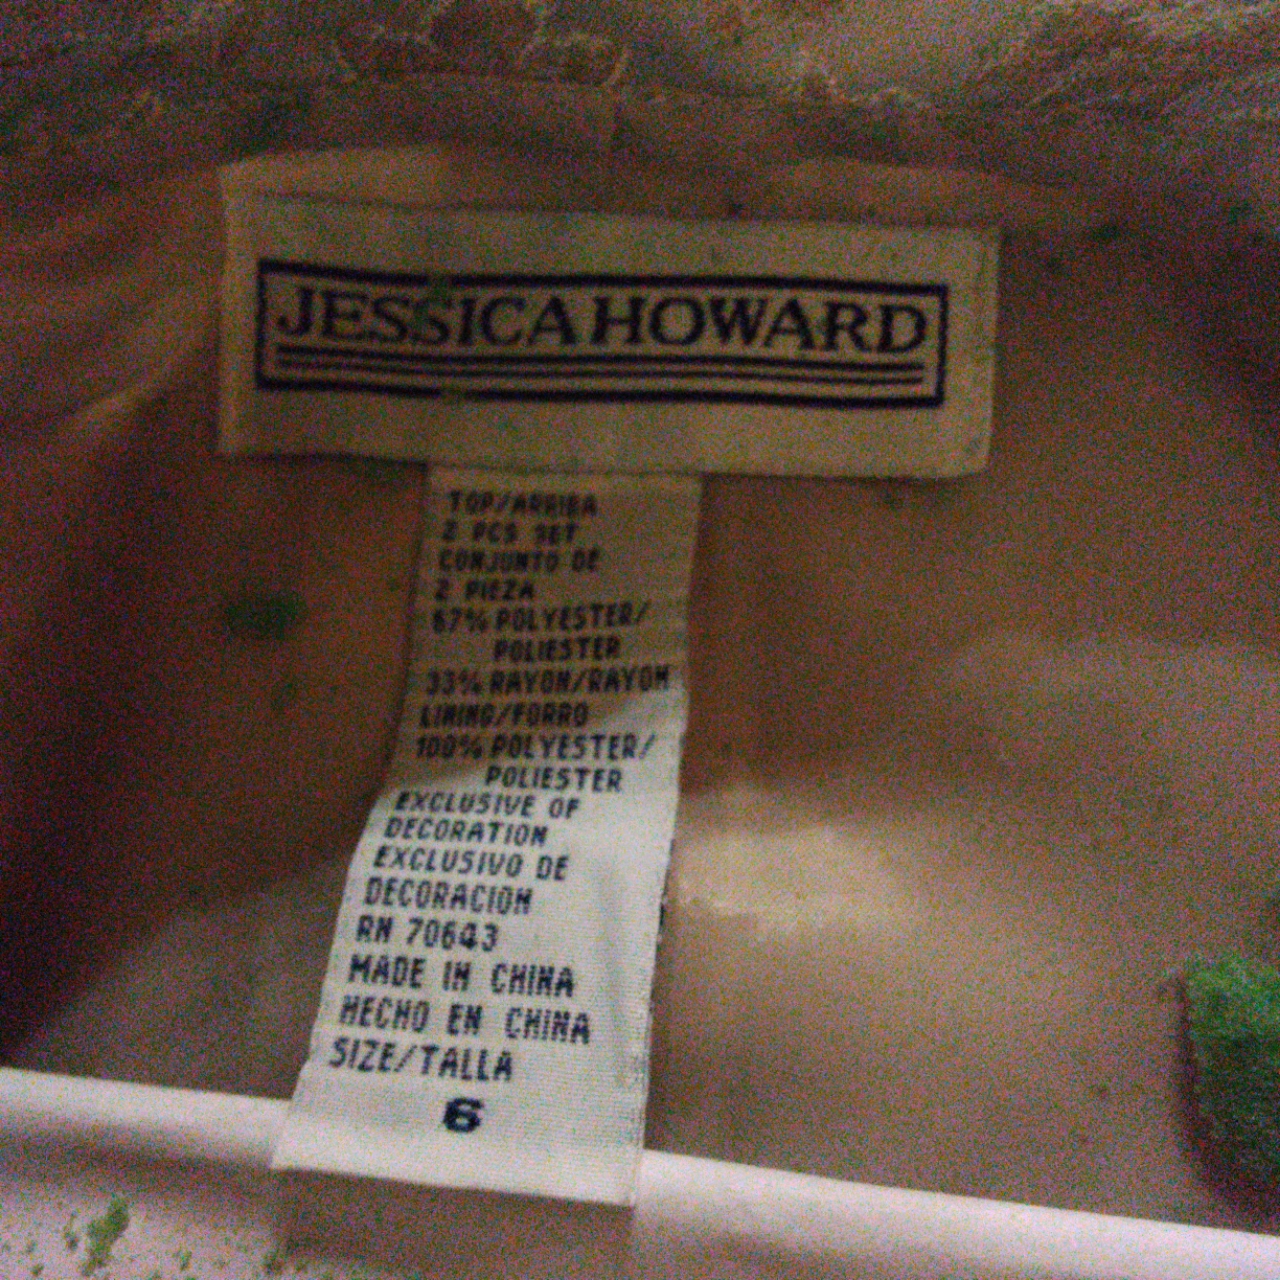 JESSICA HOWARD
TOP/ARRIBA
2 PCS SET
CONJUNTO DE
2 PIEZA
67% POLYESTER/
POLIESTER
33% RAYON/RAYON
LINING/FORRO
100% POLYESTER/
POLIESTER
EXCLUSIVE OF
DECORATION
EXCLUSIVO DE
DECORACION
RN 70643
MADE IN CHINA
HECHO EN CHINA
SIZE/TALLA
6